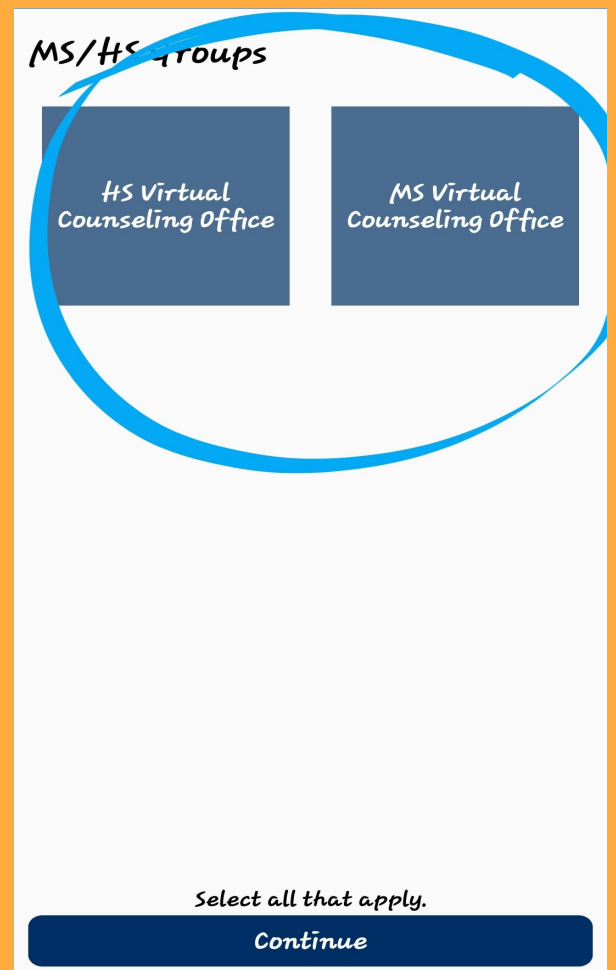 MS/HS Groups
HS Virtual
Counseling Office
MS Virtual
Counseling Office
Select all that apply.
Continue